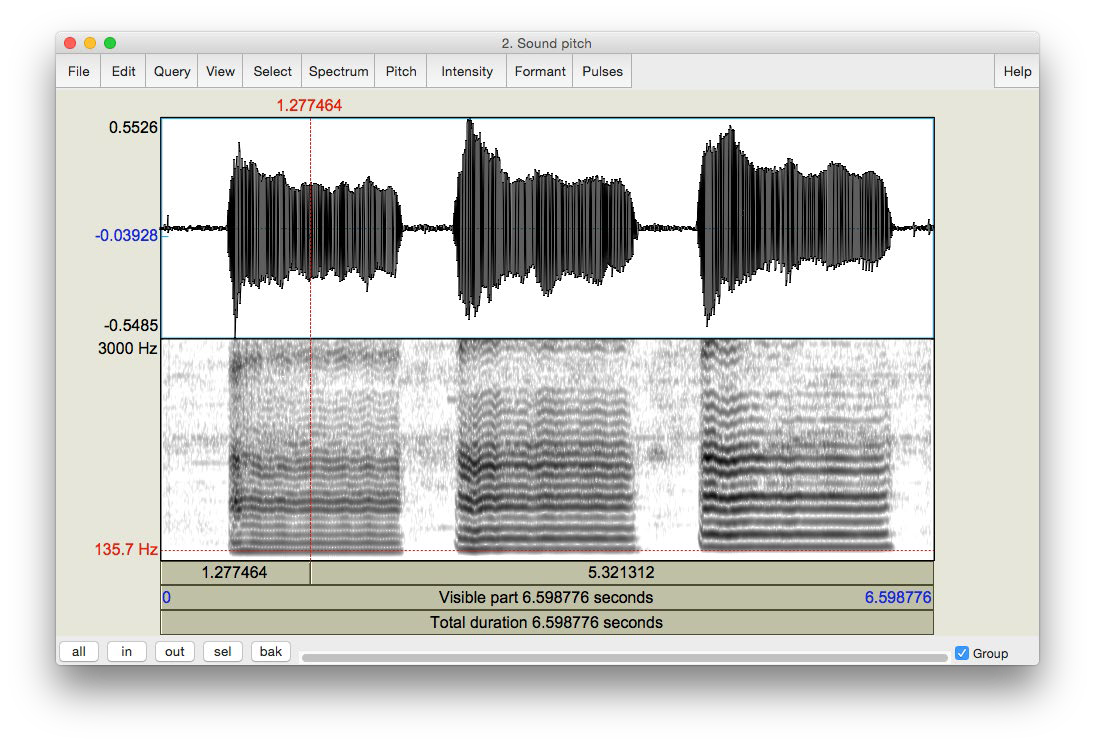 2. Sound pitch
File Edit Query View Select Spectrum Pitch Intensity Formant Pulses Help
1.277464
0.5526
-0.03928
-0.5485
3000 Hz
135.7 Hz
1.277464 5.321312
0 Visible part 6.598776 seconds 6.598776
Total duration 6.598776 seconds
all in out sel bak Group